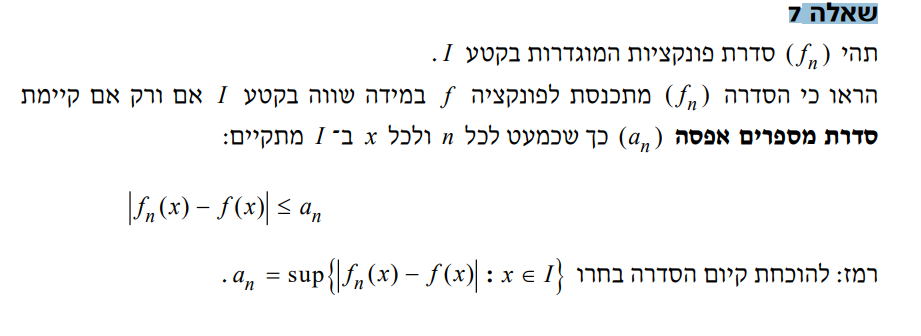 שאלה 7
תהי (fₙ) סדרת פונקציות המוגדרות בקטע I.
הראו כי הסדרה (fₙ) מתכנסת לפונקציה f במידה שווה בקטע I אם ורק אם קיימת
סדרת מספרים אפסה (aₙ) כך שכמעט לכל n ולכל x ב־ I מתקיים:
|fₙ(x) − f(x)| ≤ aₙ
רמז: להוכחת קיום הסדרה בחרו aₙ = sup{|fₙ(x) − f(x)| : x ∈ I}.